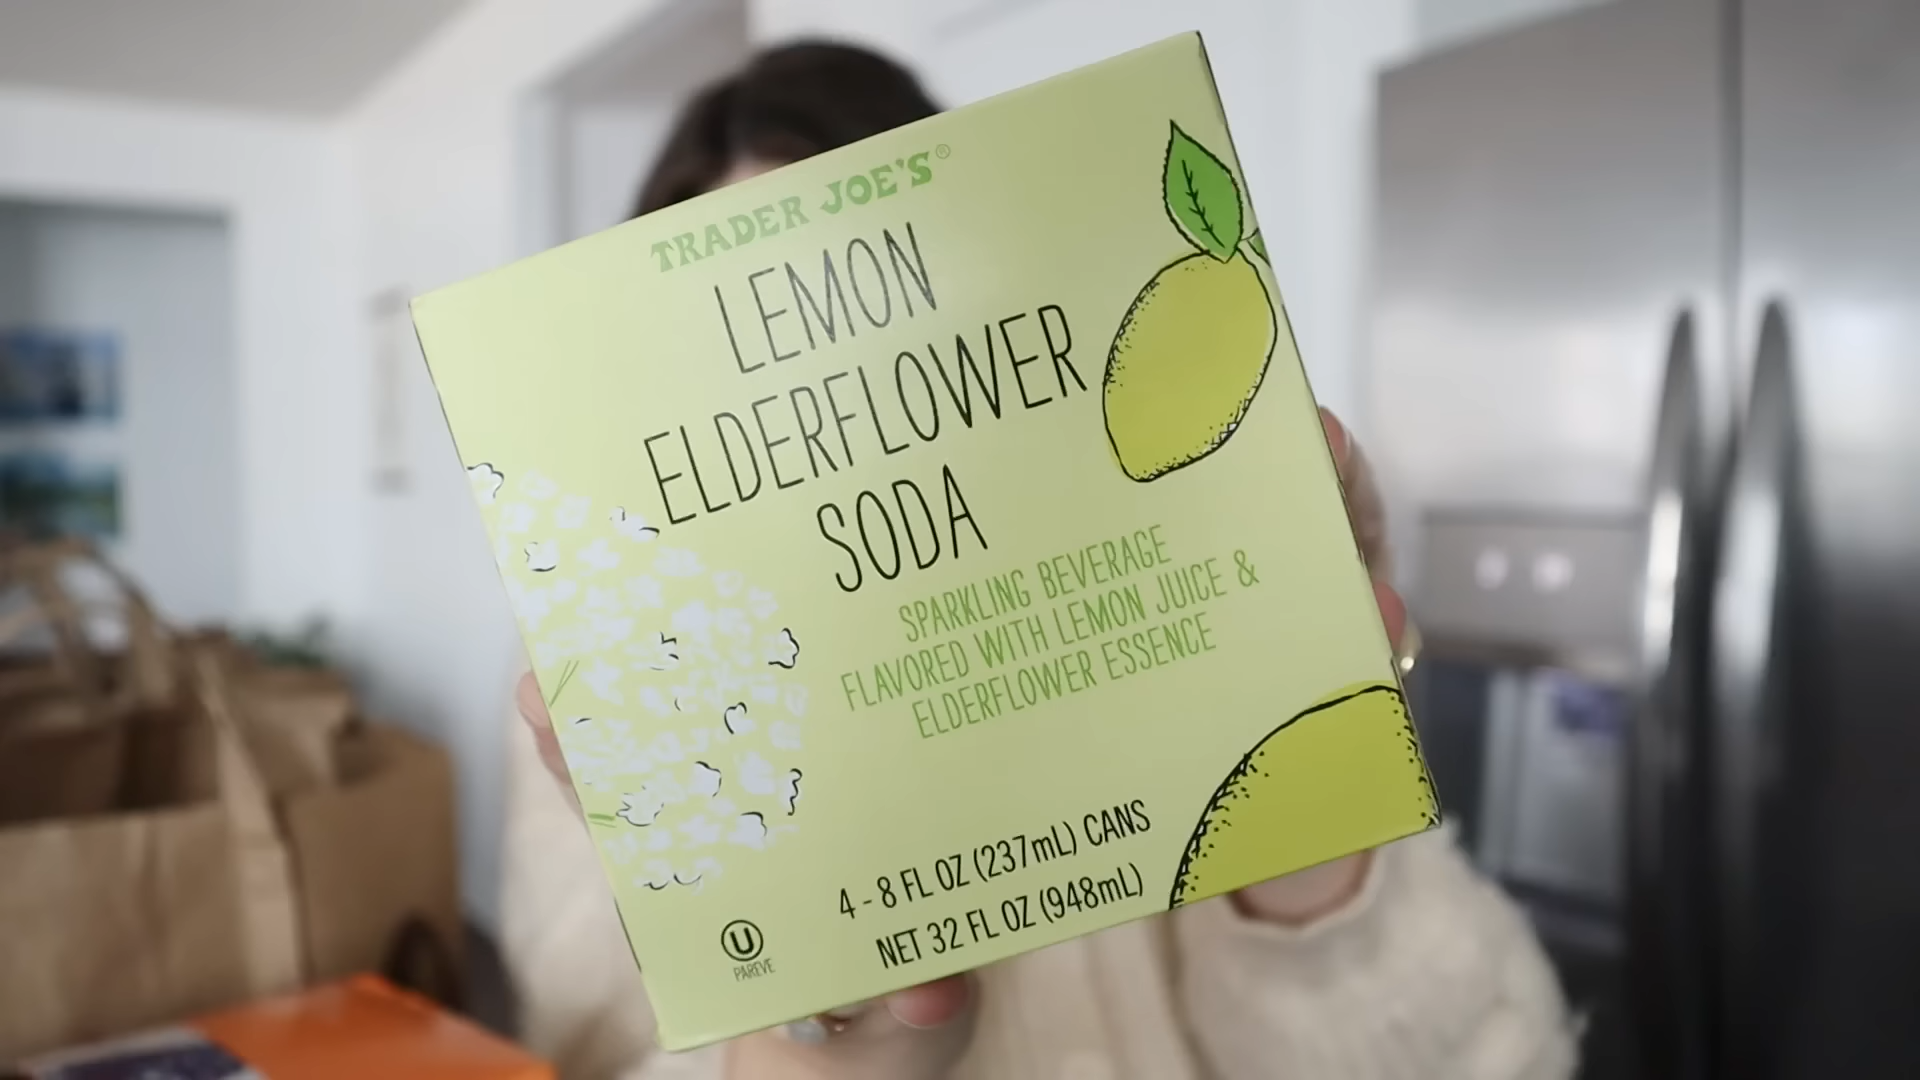 TRADER JOE'S®
LEMON
ELDERFLOWER
SODA
SPARKLING BEVERAGE
FLAVORED WITH LEMON JUICE &
ELDERFLOWER ESSENCE
4 - 8 FL OZ (237mL) CANS
NET 32 FL OZ (948mL)
U
PAREVE